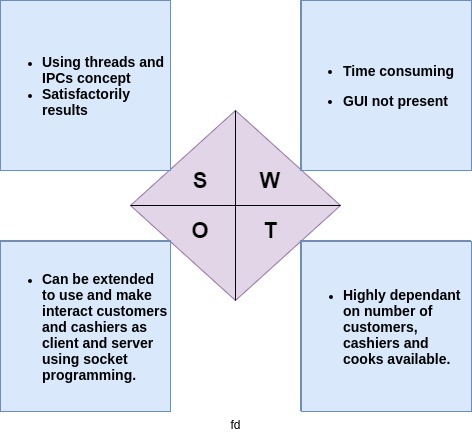 • Using threads and
IPCs concept
• Satisfactorily
results
• Time consuming
• GUI not present
S
W
O
T
• Can be extended
to use and make
interact customers
and cashiers as
client and server
using socket
programming.
• Highly dependant
on number of
customers,
cashiers and
cooks available.
fd